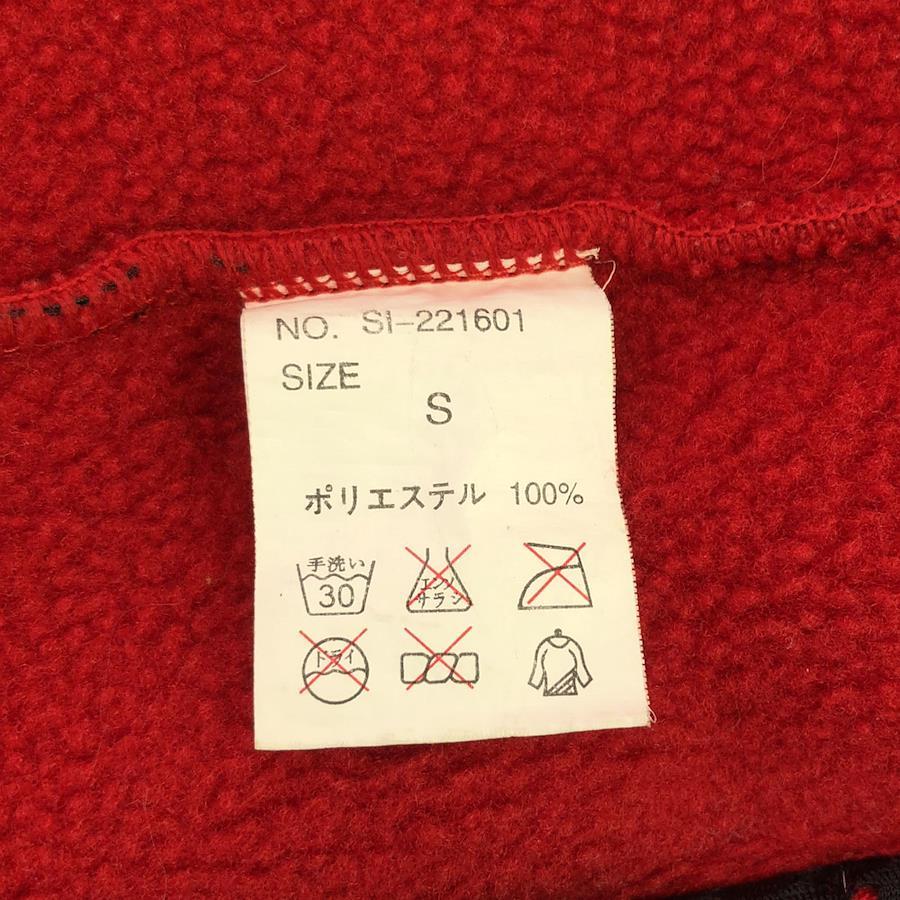 NO. SI-221601
SIZE
S
ポリエステル 100%
手洗い
30
エンソ
サラシ
ドライ